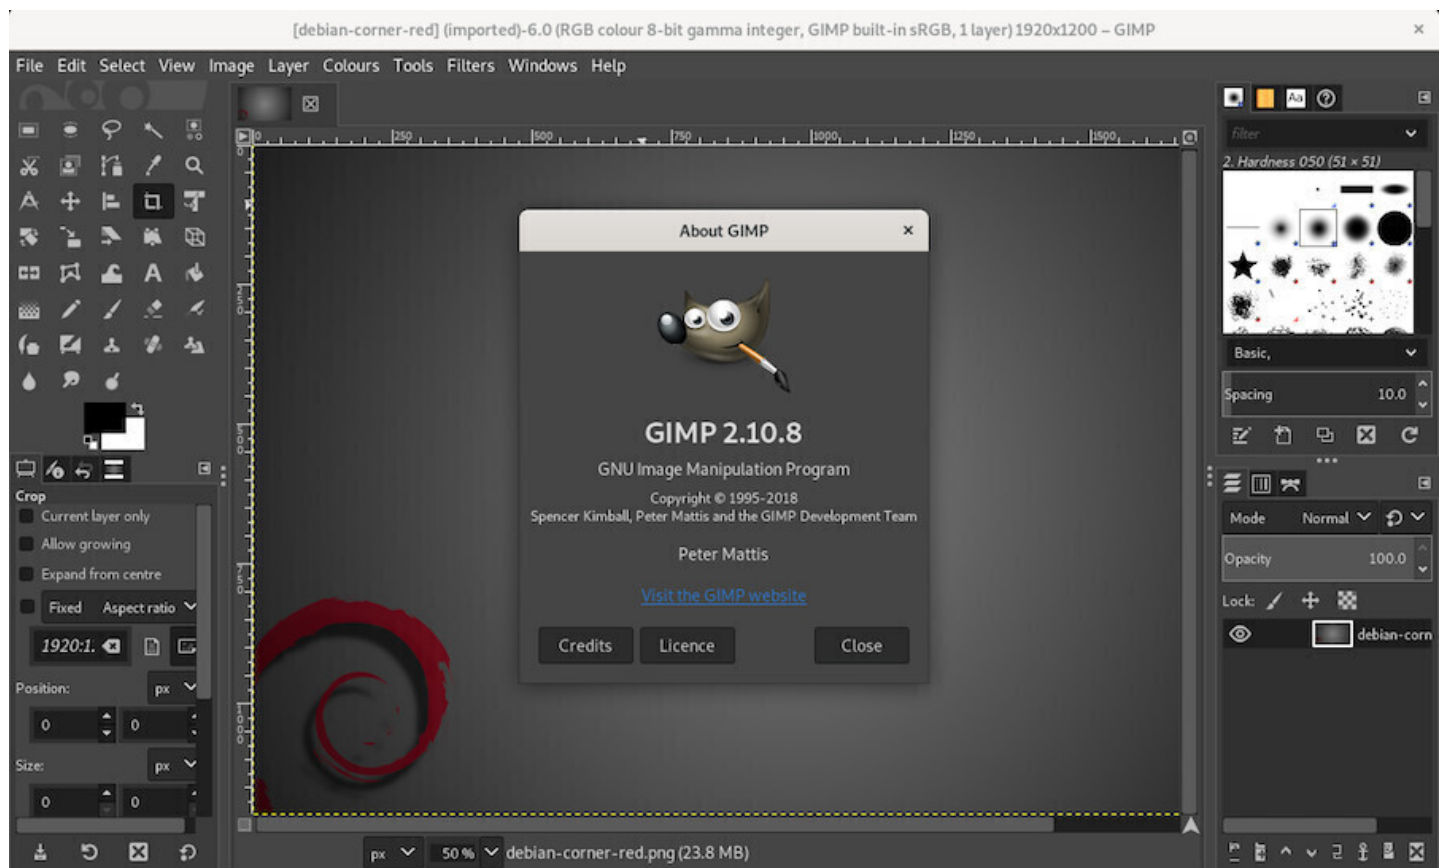 [debian-corner-red] (imported)-6.0 (RGB colour 8-bit gamma integer, GIMP built-in sRGB, 1 layer) 1920x1200 – GIMP
File Edit Select View Image Layer Colours Tools Filters Windows Help
0 250 500 750 1000 1250 1500
filter
2. Hardness 050 (51 × 51)
Basic,
Spacing 10.0
Mode Normal
Opacity 100.0
Lock:
debian-corn
0
250
500
750
1000
Crop
Current layer only
Allow growing
Expand from centre
Fixed Aspect ratio
1920:1.
Position: px
0 0
Size: px
0 0
About GIMP
GIMP 2.10.8
GNU Image Manipulation Program
Copyright © 1995-2018
Spencer Kimball, Peter Mattis and the GIMP Development Team
Peter Mattis
Visit the GIMP website
Credits Licence Close
px 50 % debian-corner-red.png (23.8 MB)